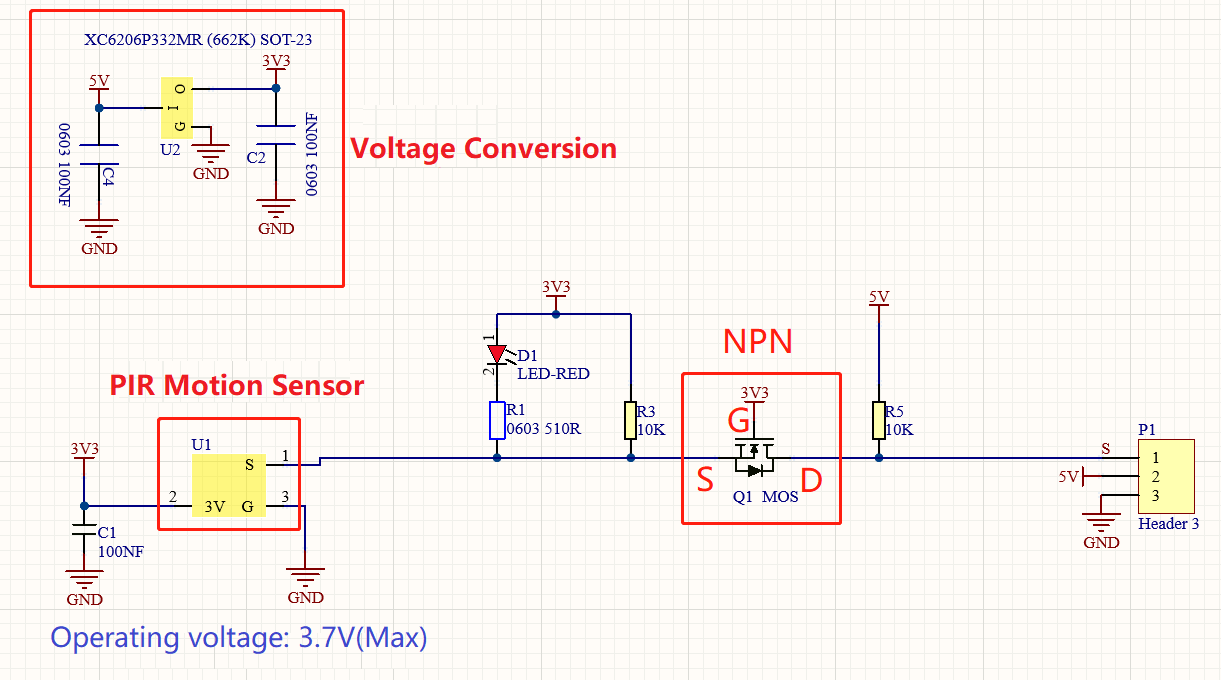 XC6206P332MR (662K) SOT-23
5V
3V3
O
I
G
U2
GND
C4
0603 100NF
GND
C2
0603 100NF
GND
Voltage Conversion
3V3
1
2
D1
LED-RED
R1
0603 510R
R3
10K
NPN
3V3
G
S
D
Q1 MOS
5V
R5
10K
P1
S
1
5V
2
3
Header 3
GND
PIR Motion Sensor
U1
S
1
3V3
2
3V
G
3
C1
100NF
GND
GND
Operating voltage: 3.7V(Max)